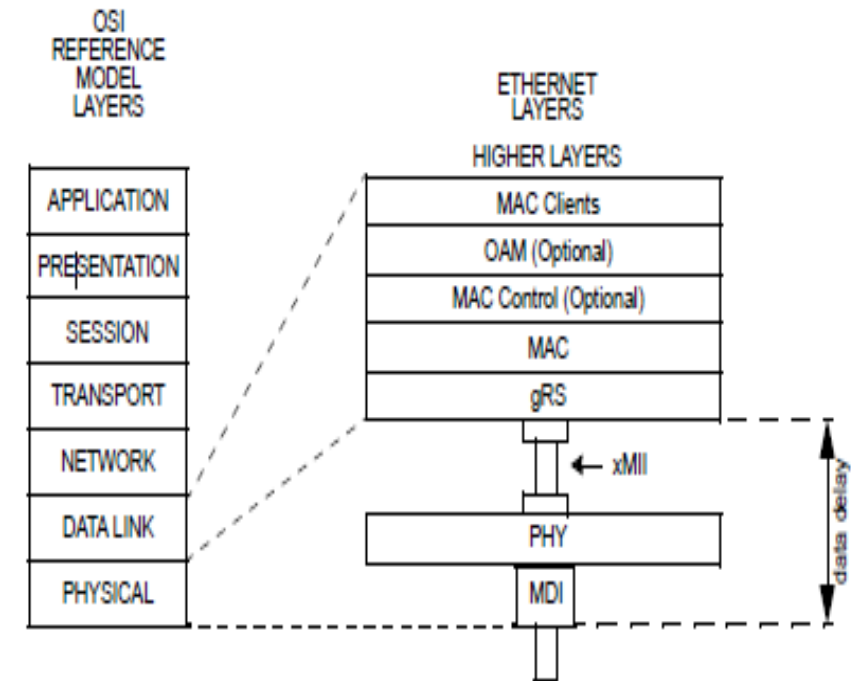 OSI
REFERENCE
MODEL
LAYERS
APPLICATION
PRESENTATION
SESSION
TRANSPORT
NETWORK
DATA LINK
PHYSICAL
ETHERNET
LAYERS
HIGHER LAYERS
MAC Clients
OAM (Optional)
MAC Control (Optional)
MAC
gRS
xMII
PHY
MDI
data delay